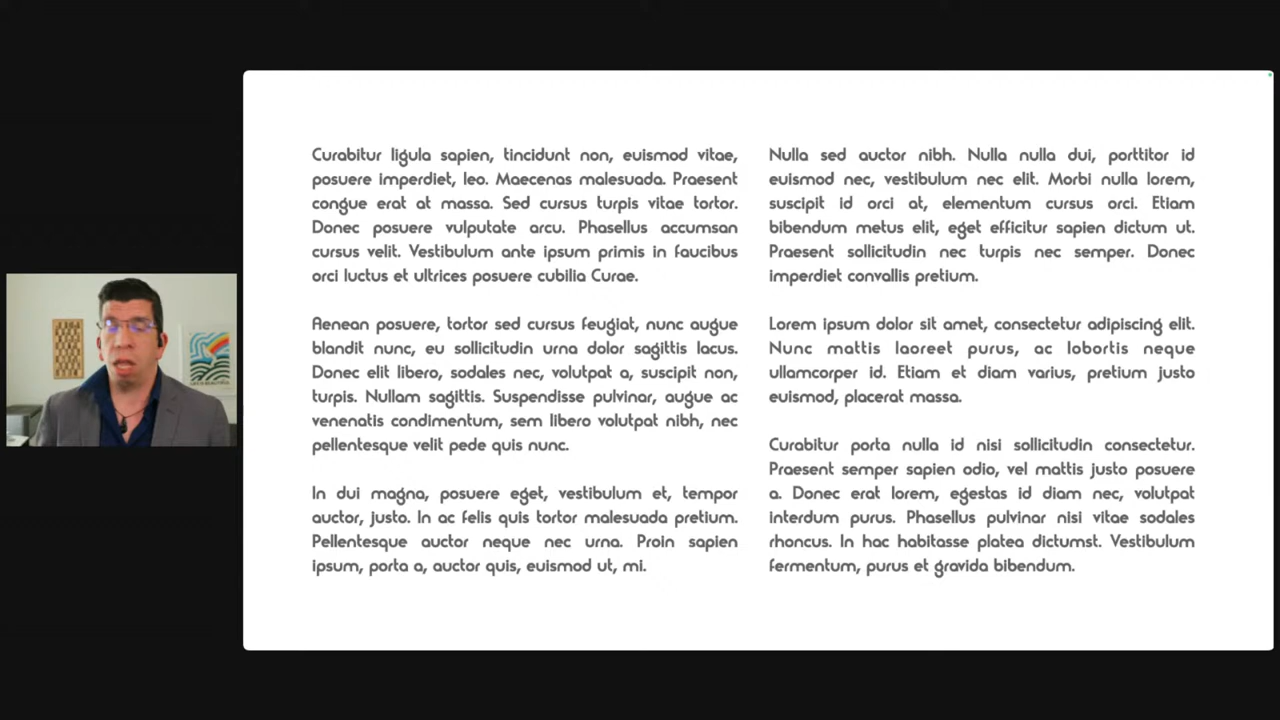 Curabitur ligula sapien, tincidunt non, euismod vitae,
posuere imperdiet, leo. Maecenas malesuada. Praesent
congue erat at massa. Sed cursus turpis vitae tortor.
Donec posuere vulputate arcu. Phasellus accumsan
cursus velit. Vestibulum ante ipsum primis in faucibus
orci luctus et ultrices posuere cubilia Curae.
Aenean posuere, tortor sed cursus feugiat, nunc augue
blandit nunc, eu sollicitudin urna dolor sagittis lacus.
Donec elit libero, sodales nec, volutpat a, suscipit non,
turpis. Nullam sagittis. Suspendisse pulvinar, augue ac
venenatis condimentum, sem libero volutpat nibh, nec
pellentesque velit pede quis nunc.
In dui magna, posuere eget, vestibulum et, tempor
auctor, justo. In ac felis quis tortor malesuada pretium.
Pellentesque auctor neque nec urna. Proin sapien
ipsum, porta a, auctor quis, euismod ut, mi.
Nulla sed auctor nibh. Nulla nulla dui, porttitor id
euismod nec, vestibulum nec elit. Morbi nulla lorem,
suscipit id orci at, elementum cursus orci. Etiam
bibendum metus elit, eget efficitur sapien dictum ut.
Praesent sollicitudin nec turpis nec semper. Donec
imperdiet convallis pretium.
Lorem ipsum dolor sit amet, consectetur adipiscing elit.
Nunc mattis laoreet purus, ac lobortis neque
ullamcorper id. Etiam et diam varius, pretium justo
euismod, placerat massa.
Curabitur porta nulla id nisi sollicitudin consectetur.
Praesent semper sapien odio, vel mattis justo posuere
a. Donec erat lorem, egestas id diam nec, volutpat
interdum purus. Phasellus pulvinar nisi vitae sodales
rhoncus. In hac habitasse platea dictumst. Vestibulum
fermentum, purus et gravida bibendum.